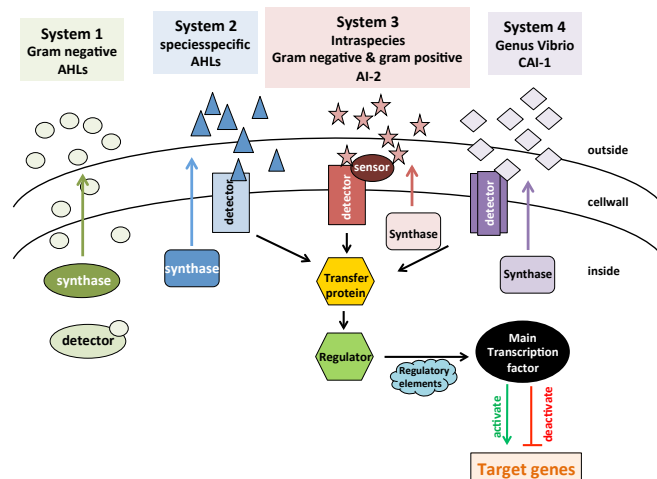 System 1
Gram negative
AHLs
System 2
speciesspecific
AHLs
System 3
Intraspecies
Gram negative & gram positive
AI-2
System 4
Genus Vibrio
CAI-1
outside
sensor
detector
detector
detector
cellwall
Synthase
synthase
synthase
Synthase
inside
Transfer
protein
detector
Regulator
Regulatory
elements
Main
Transcription
factor
activate
deactivate
Target genes